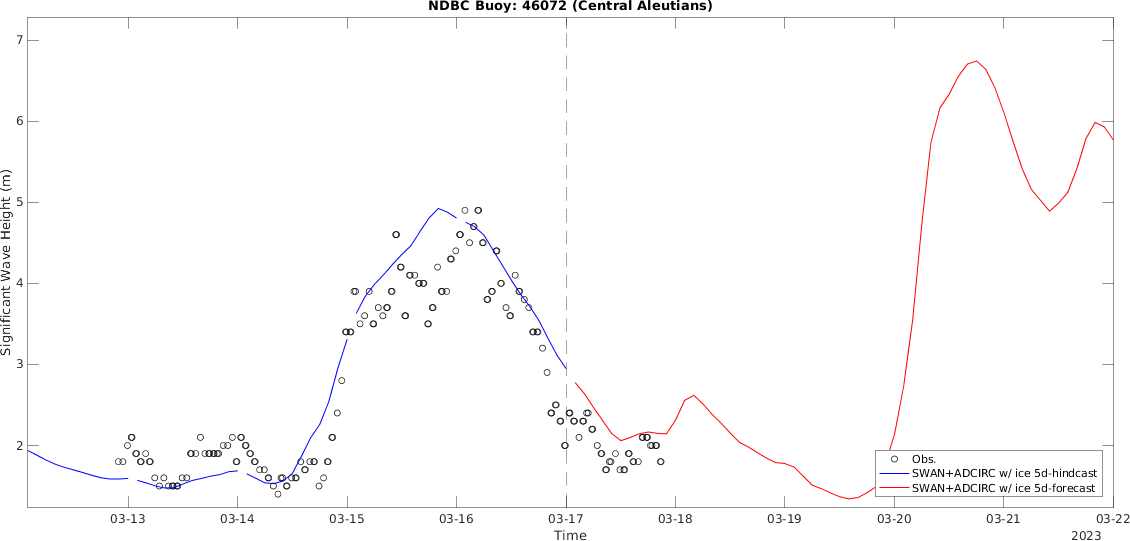 NDBC Buoy: 46072 (Central Aleutians)
7
6
5
4
3
2
Significant Wave Height (m)
Obs.
SWAN+ADCIRC w/ ice 5d-hindcast
SWAN+ADCIRC w/ ice 5d-forecast
03-13 03-14 03-15 03-16 03-17 03-18 03-19 03-20 03-21 03-22
Time
2023